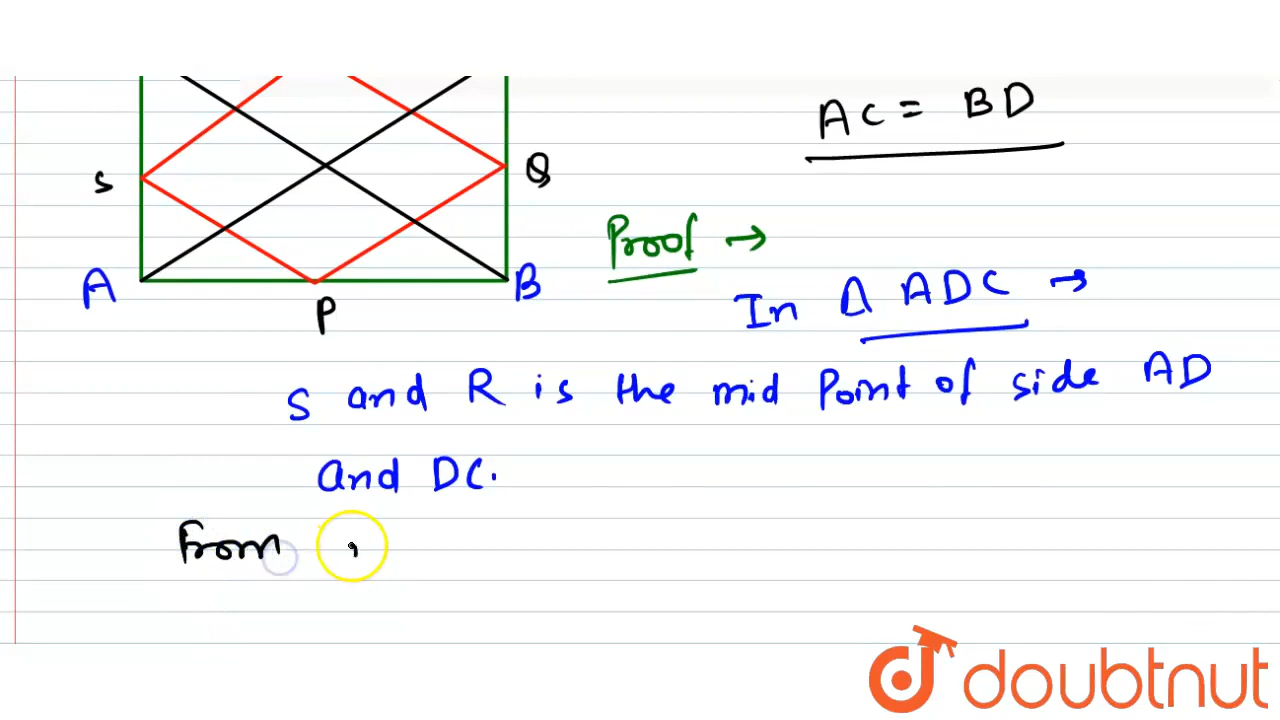 AC = BD
S
Q
Proof →
A
B
In Δ ADC →
P
S and R is the mid Point of side AD
and DC.
From ,
doubtnut